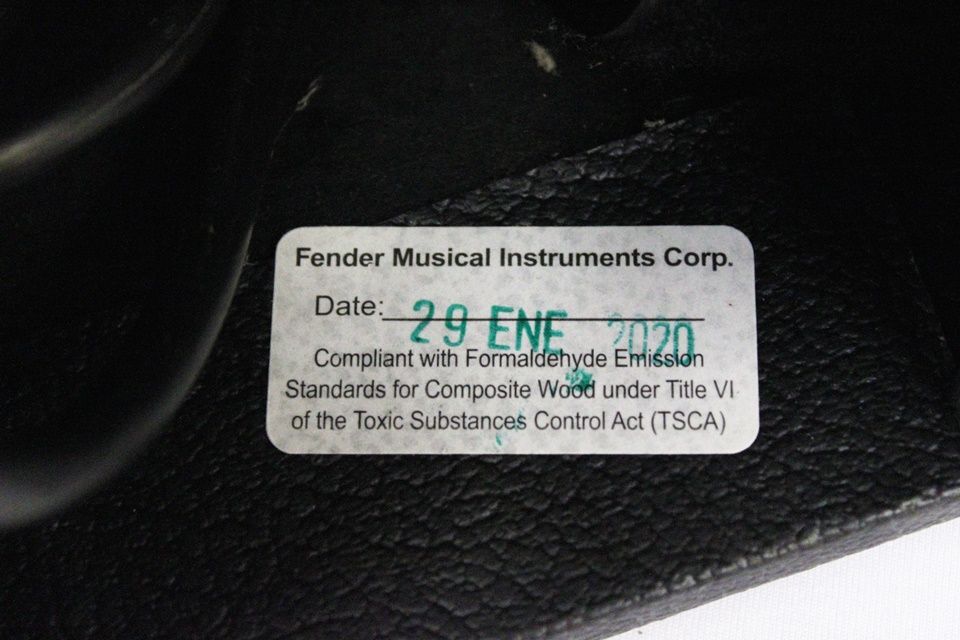 Fender Musical Instruments Corp.
Date: 29 ENE 2020
Compliant with Formaldehyde Emission
Standards for Composite Wood under Title VI
of the Toxic Substances Control Act (TSCA)